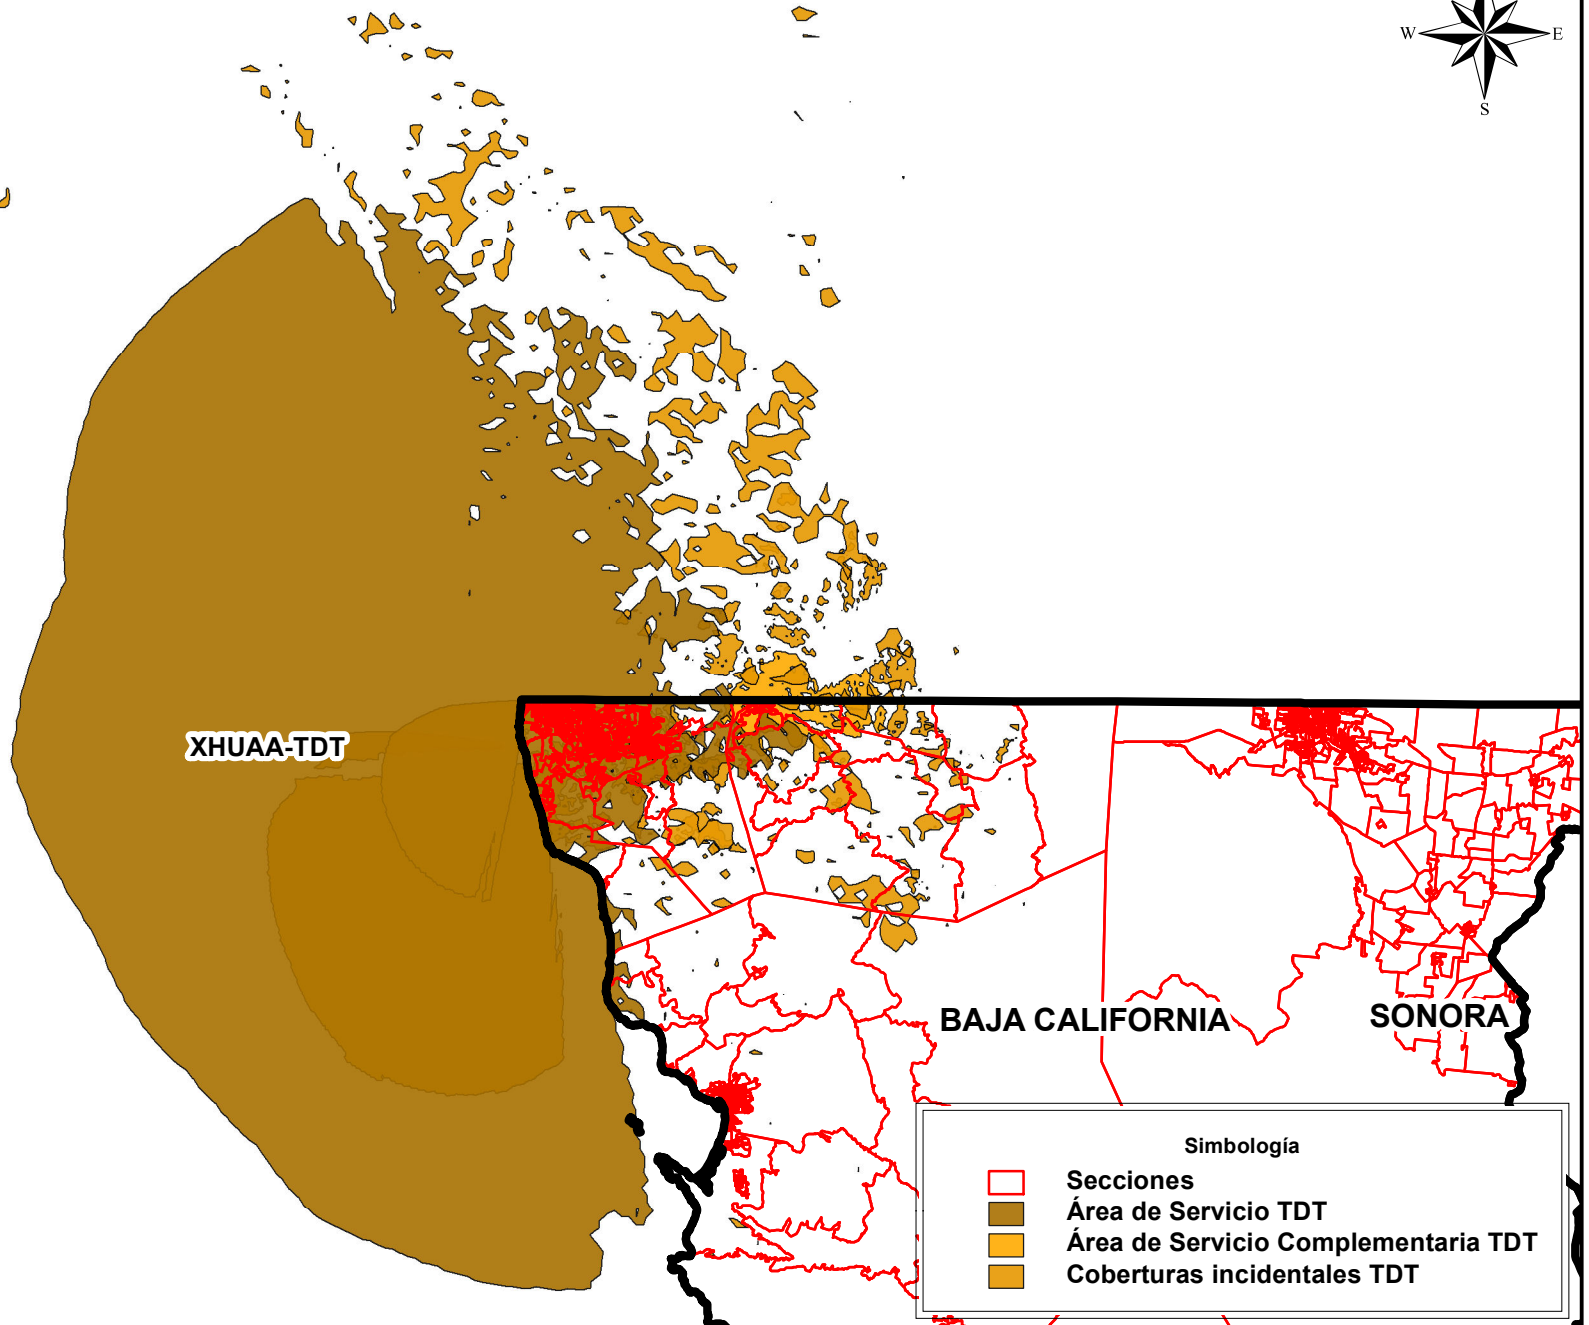 W E
S
XHUAA-TDT
BAJA CALIFORNIA
SONORA
Simbología
Secciones
Área de Servicio TDT
Área de Servicio Complementaria TDT
Coberturas incidentales TDT